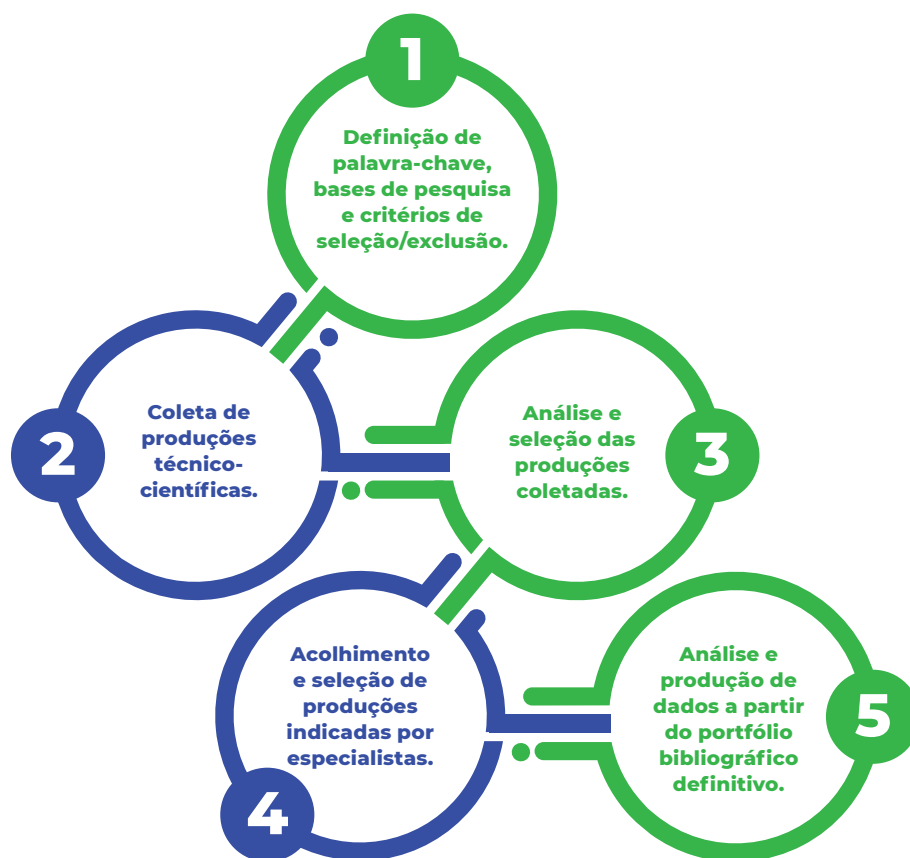 1
Definição de
palavra-chave,
bases de pesquisa
e critérios de
seleção/exclusão.
2
Coleta de
produções
técnico-
científicas.
3
Análise e
seleção das
produções
coletadas.
4
Acolhimento
e seleção de
produções
indicadas por
especialistas.
5
Análise e
produção de
dados a partir
do portfólio
bibliográfico
definitivo.